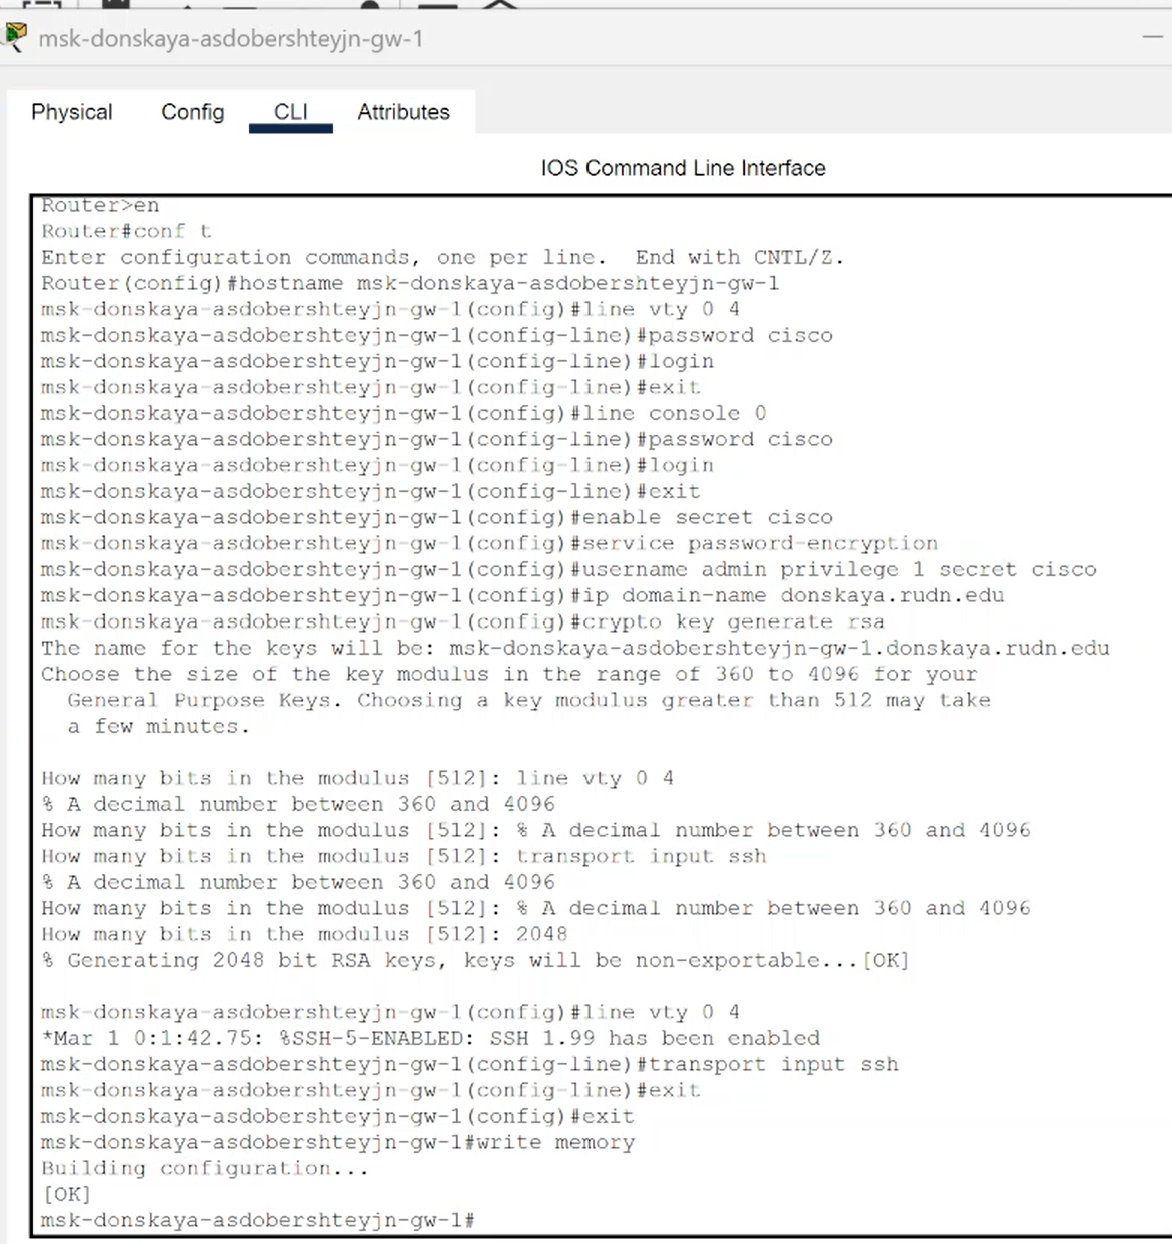 msk-donskaya-asdobershteyjn-gw-1
Physical Config CLI Attributes
IOS Command Line Interface
Router>en
Router#conf t
Enter configuration commands, one per line.  End with CNTL/Z.
Router(config)#hostname msk-donskaya-asdobershteyjn-gw-1
msk-donskaya-asdobershteyjn-gw-1(config)#line vty 0 4
msk-donskaya-asdobershteyjn-gw-1(config-line)#password cisco
msk-donskaya-asdobershteyjn-gw-1(config-line)#login
msk-donskaya-asdobershteyjn-gw-1(config-line)#exit
msk-donskaya-asdobershteyjn-gw-1(config)#line console 0
msk-donskaya-asdobershteyjn-gw-1(config-line)#password cisco
msk-donskaya-asdobershteyjn-gw-1(config-line)#login
msk-donskaya-asdobershteyjn-gw-1(config-line)#exit
msk-donskaya-asdobershteyjn-gw-1(config)#enable secret cisco
msk-donskaya-asdobershteyjn-gw-1(config)#service password-encryption
msk-donskaya-asdobershteyjn-gw-1(config)#username admin privilege 1 secret cisco
msk-donskaya-asdobershteyjn-gw-1(config)#ip domain-name donskaya.rudn.edu
msk-donskaya-asdobershteyjn-gw-1(config)#crypto key generate rsa
The name for the keys will be: msk-donskaya-asdobershteyjn-gw-1.donskaya.rudn.edu
Choose the size of the key modulus in the range of 360 to 4096 for your
  General Purpose Keys. Choosing a key modulus greater than 512 may take
  a few minutes.

How many bits in the modulus [512]: line vty 0 4
% A decimal number between 360 and 4096
How many bits in the modulus [512]: % A decimal number between 360 and 4096
How many bits in the modulus [512]: transport input ssh
% A decimal number between 360 and 4096
How many bits in the modulus [512]: % A decimal number between 360 and 4096
How many bits in the modulus [512]: 2048
% Generating 2048 bit RSA keys, keys will be non-exportable...[OK]

msk-donskaya-asdobershteyjn-gw-1(config)#line vty 0 4
*Mar 1 0:1:42.75: %SSH-5-ENABLED: SSH 1.99 has been enabled
msk-donskaya-asdobershteyjn-gw-1(config-line)#transport input ssh
msk-donskaya-asdobershteyjn-gw-1(config-line)#exit
msk-donskaya-asdobershteyjn-gw-1(config)#exit
msk-donskaya-asdobershteyjn-gw-1#write memory
Building configuration...
[OK]
msk-donskaya-asdobershteyjn-gw-1#